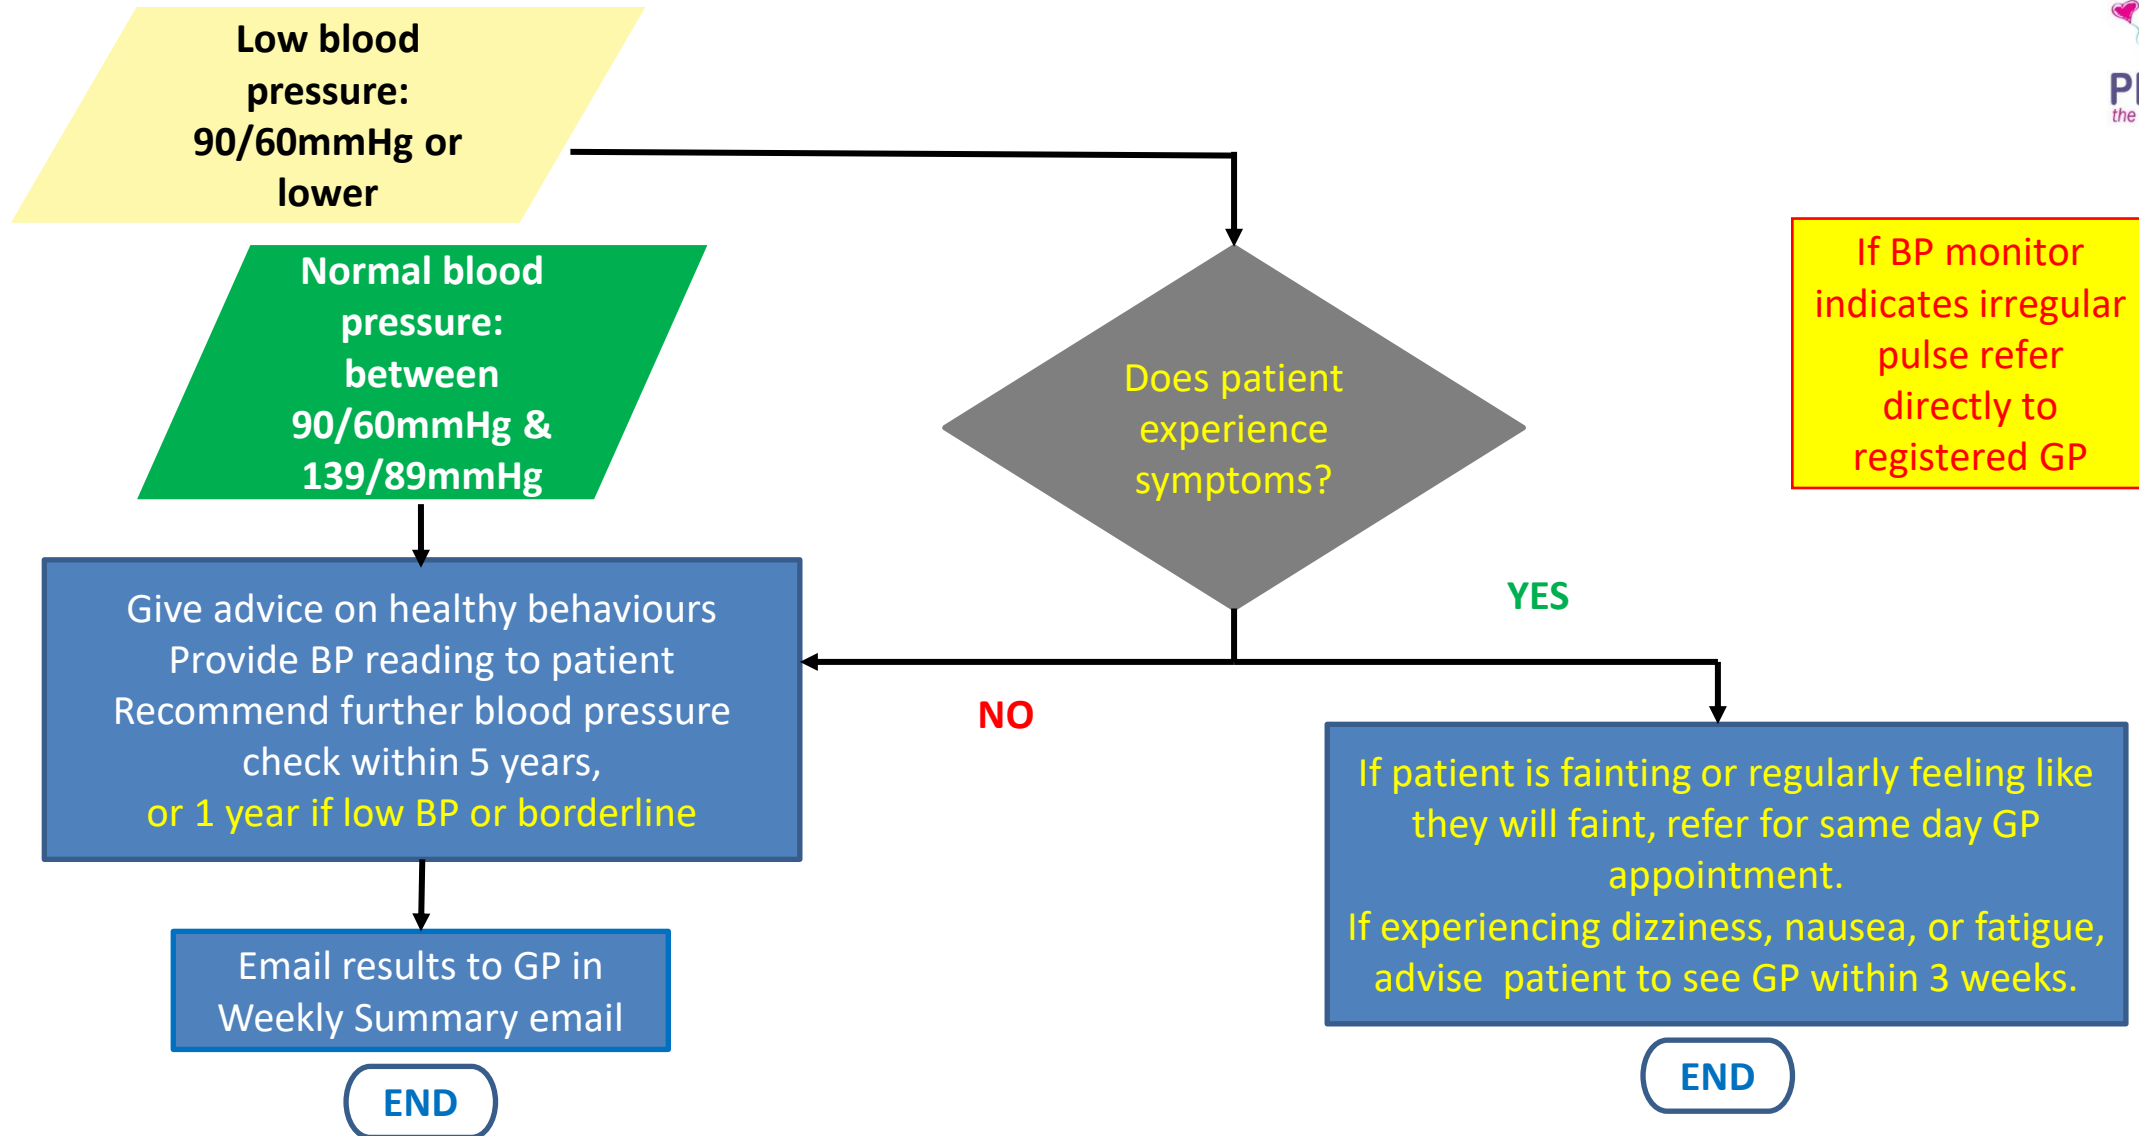 Low blood
pressure:
90/60mmHg or
lower
Normal blood
pressure:
between
90/60mmHg &
139/89mmHg
Does patient
experience
symptoms?
If BP monitor
indicates irregular
pulse refer
directly to
registered GP
YES
NO
Give advice on healthy behaviours
Provide BP reading to patient
Recommend further blood pressure
check within 5 years,
or 1 year if low BP or borderline
Email results to GP in
Weekly Summary email
END
If patient is fainting or regularly feeling like
they will faint, refer for same day GP
appointment.
If experiencing dizziness, nausea, or fatigue,
advise  patient to see GP within 3 weeks.
END
the